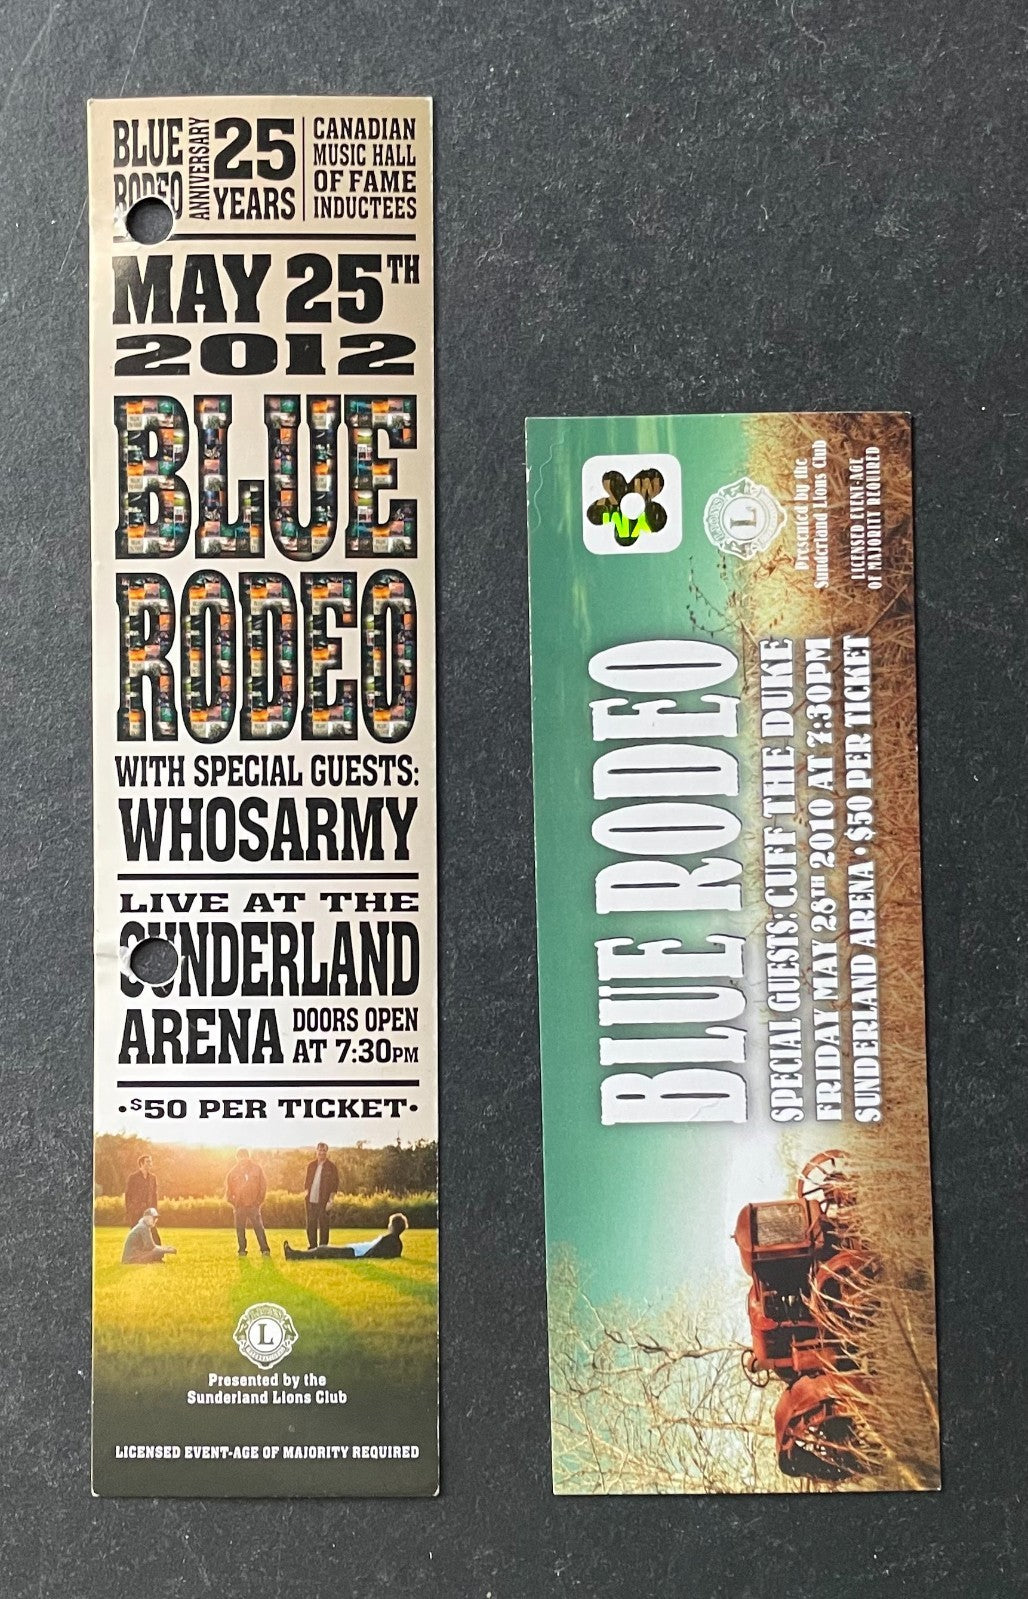 BLUE
RODEO
ANNIVERSARY
25
YEARS
CANADIAN
MUSIC HALL
OF FAME
INDUCTEES
MAY 25TH
2012
BLUE
RODEO
WITH SPECIAL GUESTS:
WHOSARMY
LIVE AT THE
SUNDERLAND
ARENA
DOORS OPEN
AT 7:30PM
•$50 PER TICKET•
LIONS
L
INTERNATIONAL
Presented by the
Sunderland Lions Club
LICENSED EVENT-AGE OF MAJORITY REQUIRED
BLUE RODEO
SPECIAL GUESTS: CUFF THE DUKE
FRIDAY MAY 28TH 2010 AT 7:30PM
SUNDERLAND ARENA • $50 PER TICKET
LIONS
L
Presented by the
Sunderland Lions Club
LICENSED EVENT-AGE
OF MAJORITY REQUIRED